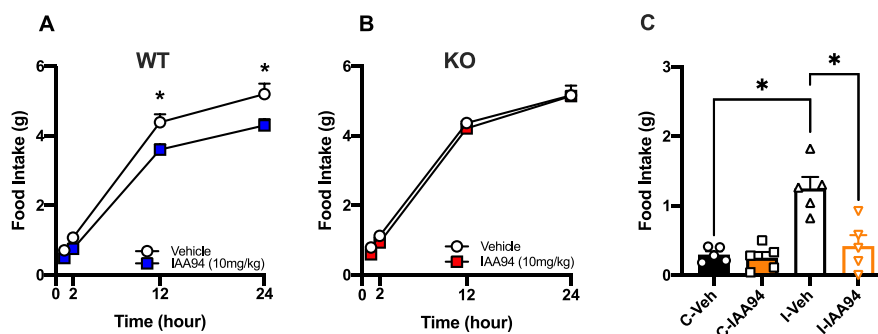 A
WT
*
*
6
4
2
0
Food Intake (g)
Vehicle
IAA94 (10mg/kg)
0 2 12 24
Time (hour)
B
KO
6
4
2
0
Food Intake (g)
Vehicle
IAA94 (10mg/kg)
0 2 12 24
Time (hour)
C
*
*
3
2
1
0
Food Intake (g)
C-Veh
C-IAA94
I-Veh
I-IAA94